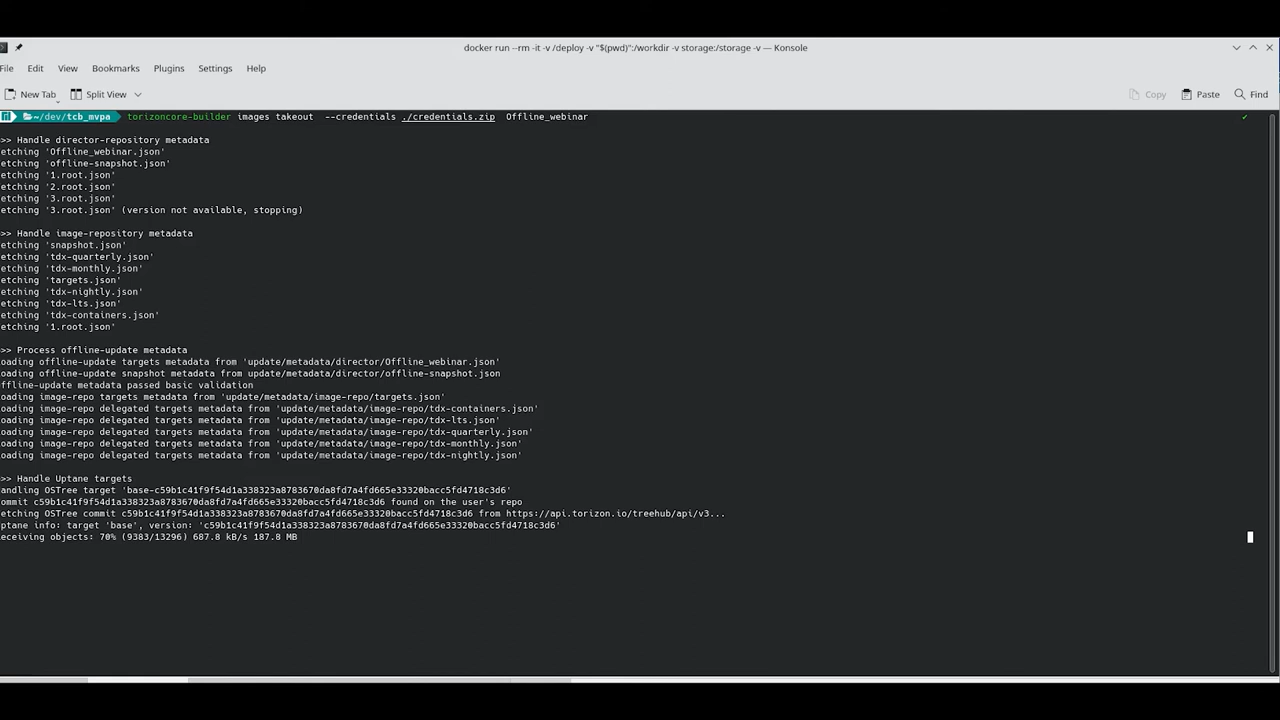 docker run --rm -it -v /deploy -v "$(pwd)":/workdir -v storage:/storage -v — Konsole
File Edit View Bookmarks Plugins Settings Help
New Tab Split View Copy Paste Find
~/dev/tcb_mvpa torizoncore-builder images takeout --credentials ./credentials.zip Offline_webinar ✓
>> Handle director-repository metadata
etching 'Offline_webinar.json'
etching 'offline-snapshot.json'
etching '1.root.json'
etching '2.root.json'
etching '3.root.json'
etching '3.root.json' (version not available, stopping)
>> Handle image-repository metadata
etching 'snapshot.json'
etching 'tdx-quarterly.json'
etching 'tdx-monthly.json'
etching 'targets.json'
etching 'tdx-nightly.json'
etching 'tdx-lts.json'
etching 'tdx-containers.json'
etching '1.root.json'
>> Process offline-update metadata
oading offline-update targets metadata from 'update/metadata/director/Offline_webinar.json'
oading offline-update snapshot metadata from 'update/metadata/director/offline-snapshot.json
ffline-update metadata passed basic validation
oading image-repo targets metadata from 'update/metadata/image-repo/targets.json'
oading image-repo delegated targets metadata from 'update/metadata/image-repo/tdx-containers.json'
oading image-repo delegated targets metadata from 'update/metadata/image-repo/tdx-lts.json'
oading image-repo delegated targets metadata from 'update/metadata/image-repo/tdx-quarterly.json'
oading image-repo delegated targets metadata from 'update/metadata/image-repo/tdx-monthly.json'
oading image-repo delegated targets metadata from 'update/metadata/image-repo/tdx-nightly.json'
>> Handle Uptane targets
andling OSTree target 'base-c59b1c41f9f54d1a338323a8783670da8fd7a4fd665e33320bacc5fd4718c3d6'
ommit c59b1c41f9f54d1a338323a8783670da8fd7a4fd665e33320bacc5fd4718c3d6 found on the user's repo
etching OSTree commit c59b1c41f9f54d1a338323a8783670da8fd7a4fd665e33320bacc5fd4718c3d6 from https://api.torizon.io/treehub/api/v3...
ptane info: target 'base', version: 'c59b1c41f9f54d1a338323a8783670da8fd7a4fd665e33320bacc5fd4718c3d6'
eceiving objects: 70% (9383/13296) 687.8 kB/s 187.8 MB